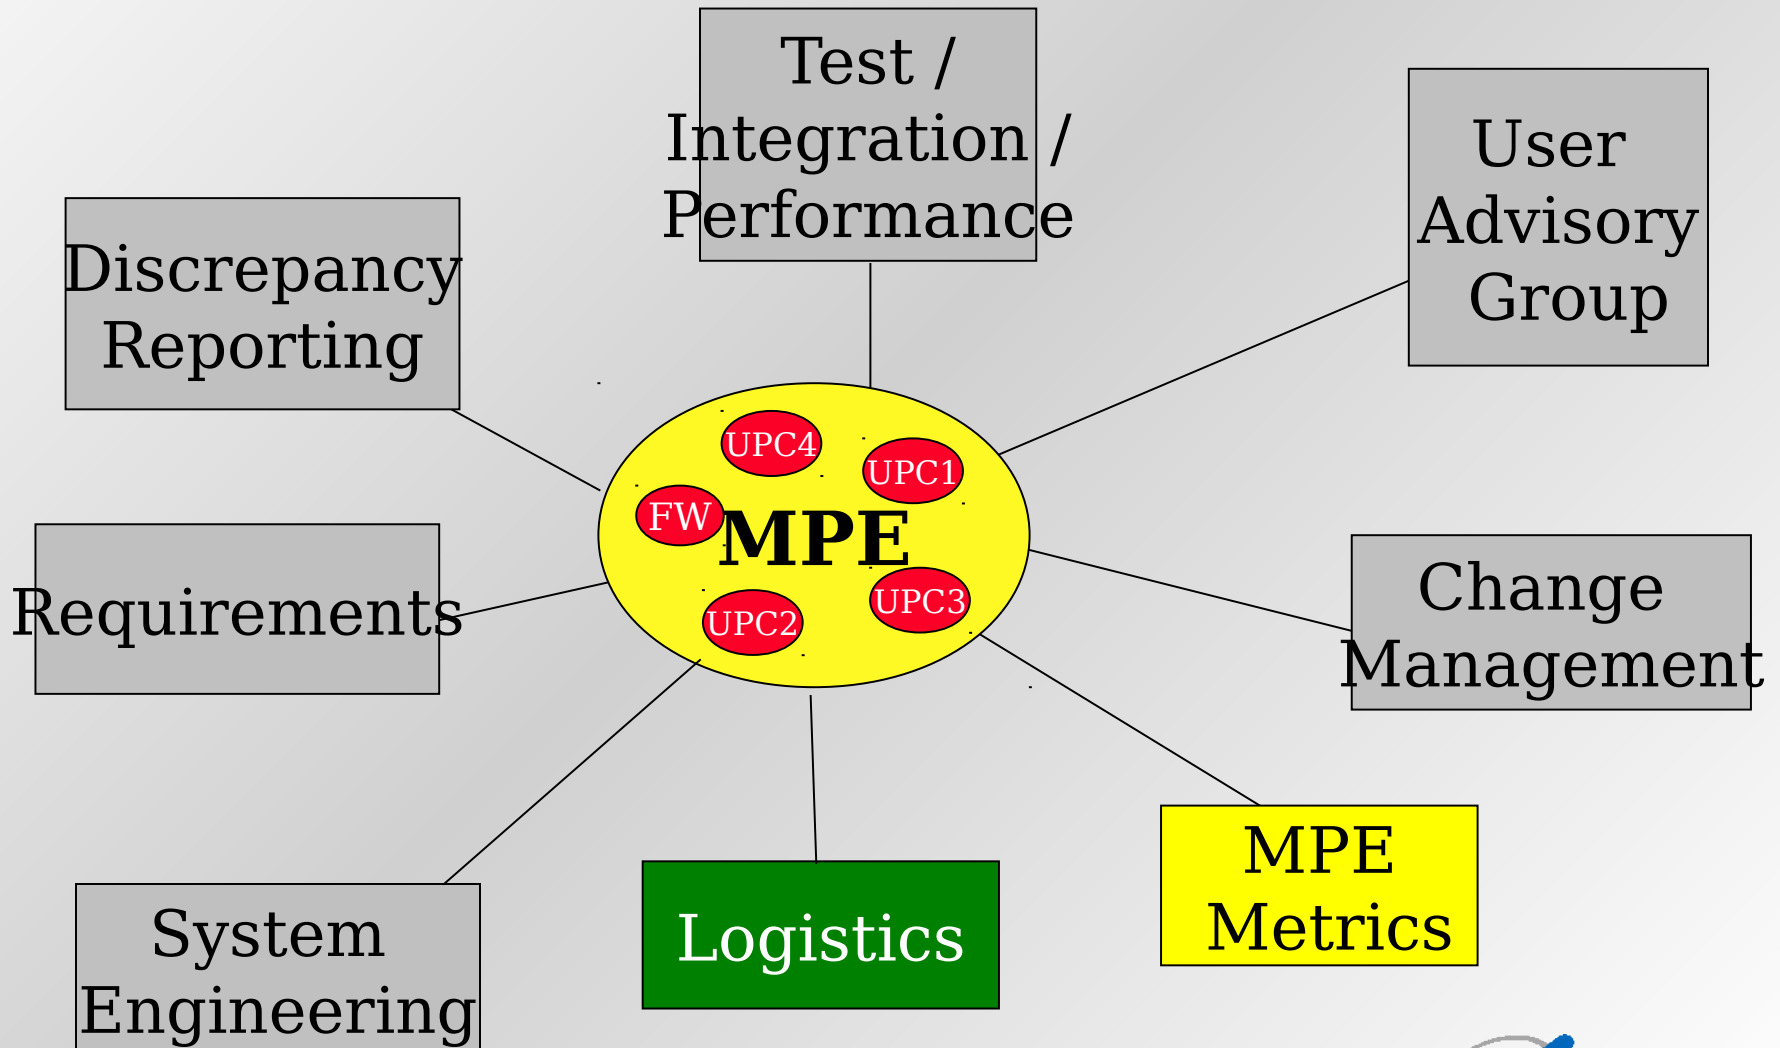 Test /
Integration /
Performance
User
Advisory
Group
Discrepancy
Reporting
UPC4
UPC1
FW
MPE
UPC3
UPC2
Requirements
Change
Management
MPE
Metrics
Logistics
System
Engineering